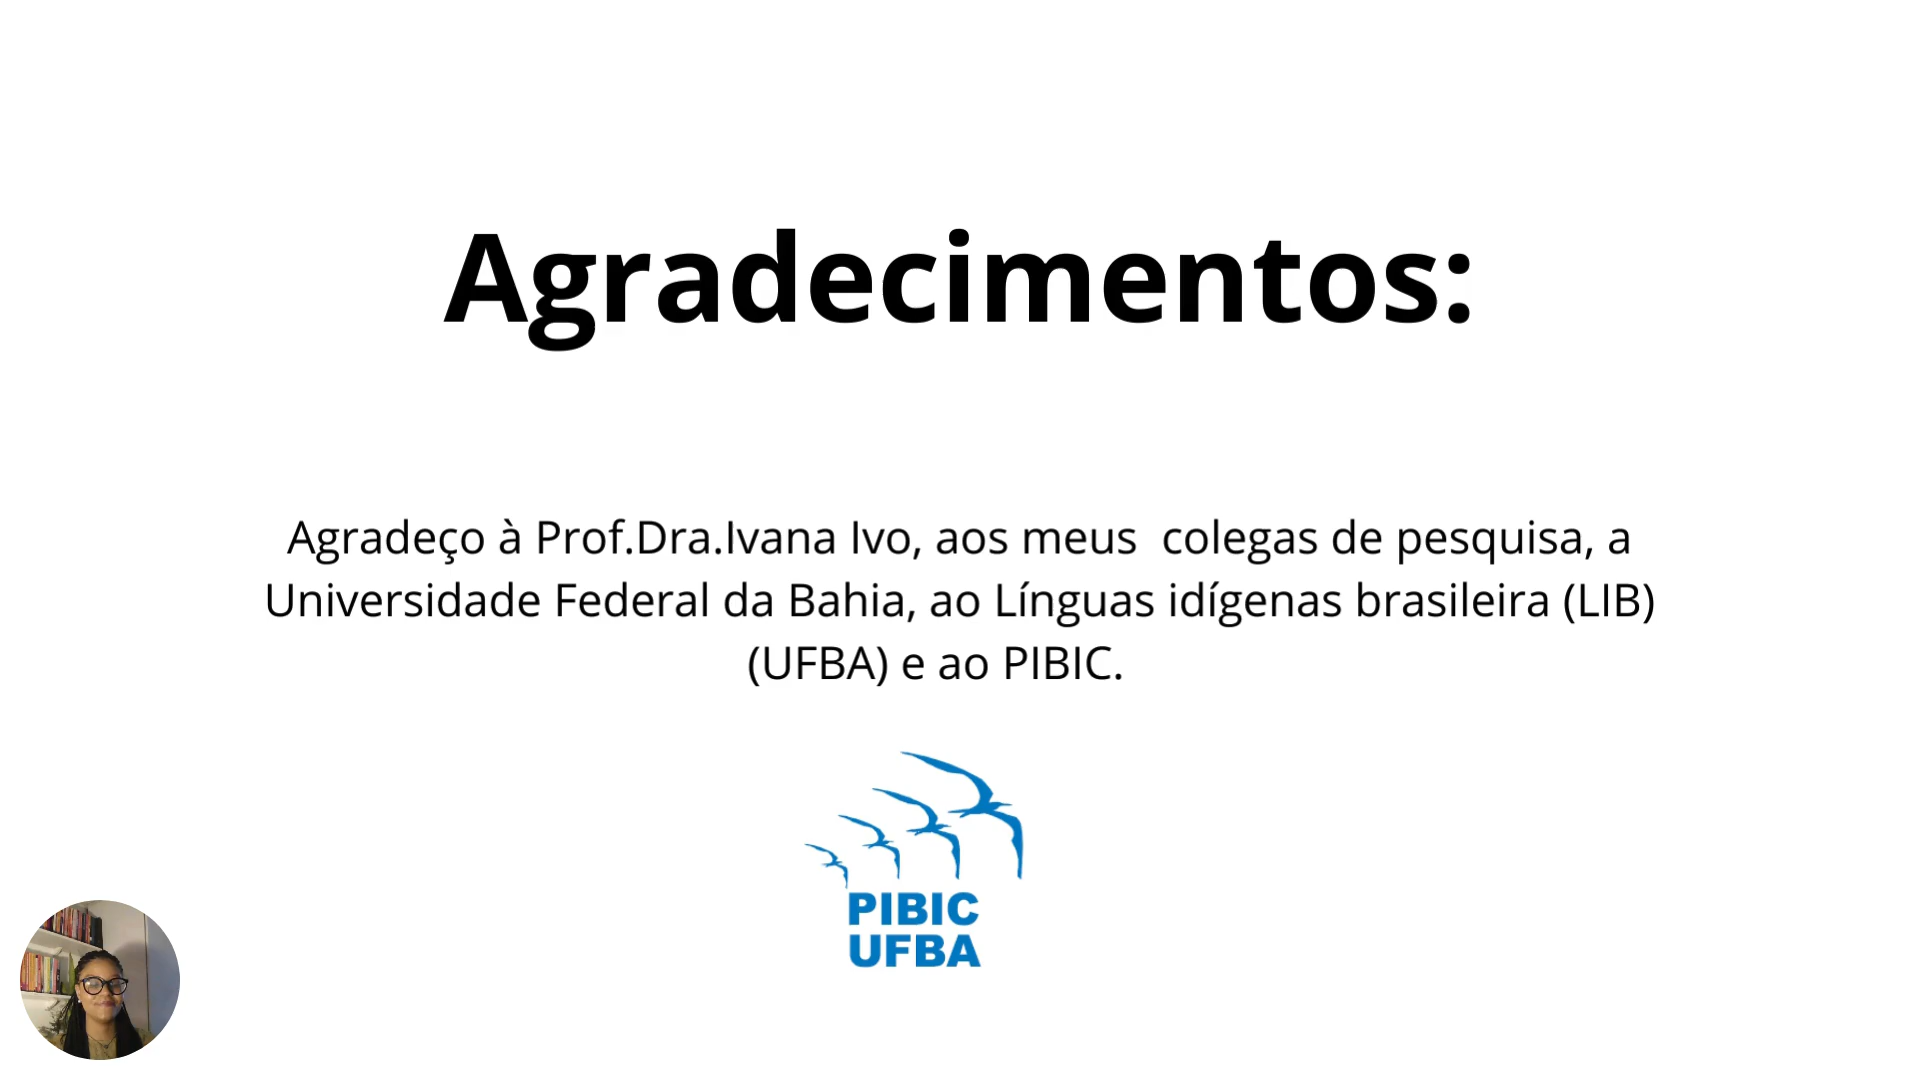 Agradecimentos:
Agradeço à Prof.Dra.Ivana Ivo, aos meus  colegas de pesquisa, a
Universidade Federal da Bahia, ao Línguas idígenas brasileira (LIB)
(UFBA) e ao PIBIC.
PIBIC
UFBA